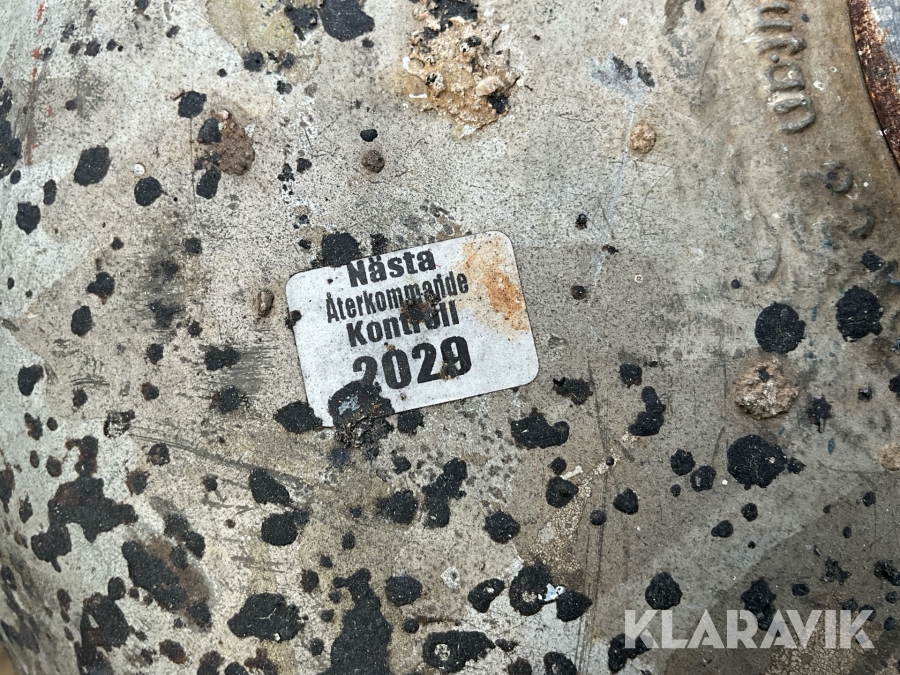 Nästa
Återkommande
Kontroll
2029
KLARAVIK